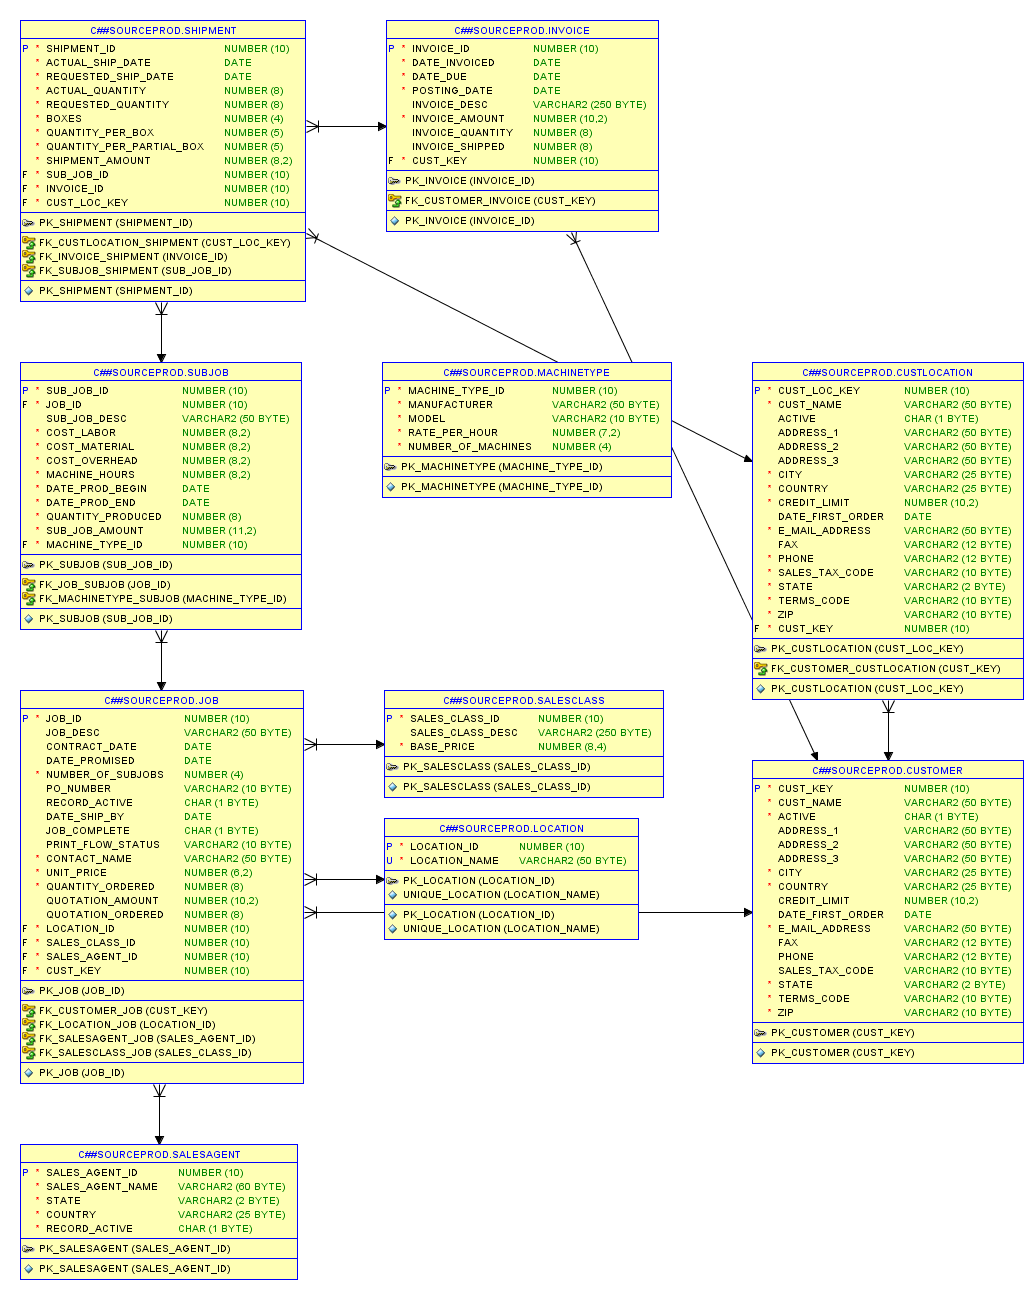 C##SOURCEPROD.SHIPMENT
P * SHIPMENT_ID NUMBER (10)
* ACTUAL_SHIP_DATE DATE
* REQUESTED_SHIP_DATE DATE
* ACTUAL_QUANTITY NUMBER (8)
* REQUESTED_QUANTITY NUMBER (8)
* BOXES NUMBER (4)
* QUANTITY_PER_BOX NUMBER (5)
* QUANTITY_PER_PARTIAL_BOX NUMBER (5)
* SHIPMENT_AMOUNT NUMBER (8,2)
F * SUB_JOB_ID NUMBER (10)
F * INVOICE_ID NUMBER (10)
F * CUST_LOC_KEY NUMBER (10)
PK_SHIPMENT (SHIPMENT_ID)
FK_CUSTLOCATION_SHIPMENT (CUST_LOC_KEY)
FK_INVOICE_SHIPMENT (INVOICE_ID)
FK_SUBJOB_SHIPMENT (SUB_JOB_ID)
PK_SHIPMENT (SHIPMENT_ID)
C##SOURCEPROD.INVOICE
P * INVOICE_ID NUMBER (10)
* DATE_INVOICED DATE
* DATE_DUE DATE
* POSTING_DATE DATE
INVOICE_DESC VARCHAR2 (250 BYTE)
* INVOICE_AMOUNT NUMBER (10,2)
INVOICE_QUANTITY NUMBER (8)
INVOICE_SHIPPED NUMBER (8)
F * CUST_KEY NUMBER (10)
PK_INVOICE (INVOICE_ID)
FK_CUSTOMER_INVOICE (CUST_KEY)
PK_INVOICE (INVOICE_ID)
C##SOURCEPROD.SUBJOB
P * SUB_JOB_ID NUMBER (10)
F * JOB_ID NUMBER (10)
SUB_JOB_DESC VARCHAR2 (50 BYTE)
* COST_LABOR NUMBER (8,2)
* COST_MATERIAL NUMBER (8,2)
* COST_OVERHEAD NUMBER (8,2)
* MACHINE_HOURS NUMBER (8,2)
* DATE_PROD_BEGIN DATE
* DATE_PROD_END DATE
* QUANTITY_PRODUCED NUMBER (8)
* SUB_JOB_AMOUNT NUMBER (11,2)
F * MACHINE_TYPE_ID NUMBER (10)
PK_SUBJOB (SUB_JOB_ID)
FK_JOB_SUBJOB (JOB_ID)
FK_MACHINETYPE_SUBJOB (MACHINE_TYPE_ID)
PK_SUBJOB (SUB_JOB_ID)
C##SOURCEPROD.MACHINETYPE
P * MACHINE_TYPE_ID NUMBER (10)
* MANUFACTURER VARCHAR2 (50 BYTE)
* MODEL VARCHAR2 (10 BYTE)
* RATE_PER_HOUR NUMBER (7,2)
* NUMBER_OF_MACHINES NUMBER (4)
PK_MACHINETYPE (MACHINE_TYPE_ID)
PK_MACHINETYPE (MACHINE_TYPE_ID)
C##SOURCEPROD.CUSTLOCATION
P * CUST_LOC_KEY NUMBER (10)
* CUST_NAME VARCHAR2 (50 BYTE)
ACTIVE CHAR (1 BYTE)
ADDRESS_1 VARCHAR2 (50 BYTE)
ADDRESS_2 VARCHAR2 (50 BYTE)
ADDRESS_3 VARCHAR2 (50 BYTE)
* CITY VARCHAR2 (25 BYTE)
* COUNTRY VARCHAR2 (25 BYTE)
* CREDIT_LIMIT NUMBER (10,2)
DATE_FIRST_ORDER DATE
* E_MAIL_ADDRESS VARCHAR2 (50 BYTE)
FAX VARCHAR2 (12 BYTE)
* PHONE VARCHAR2 (12 BYTE)
* SALES_TAX_CODE VARCHAR2 (10 BYTE)
* STATE VARCHAR2 (2 BYTE)
* TERMS_CODE VARCHAR2 (10 BYTE)
* ZIP VARCHAR2 (10 BYTE)
F * CUST_KEY NUMBER (10)
PK_CUSTLOCATION (CUST_LOC_KEY)
FK_CUSTOMER_CUSTLOCATION (CUST_KEY)
PK_CUSTLOCATION (CUST_LOC_KEY)
C##SOURCEPROD.JOB
P * JOB_ID NUMBER (10)
JOB_DESC VARCHAR2 (50 BYTE)
CONTRACT_DATE DATE
DATE_PROMISED DATE
* NUMBER_OF_SUBJOBS NUMBER (4)
PO_NUMBER VARCHAR2 (10 BYTE)
RECORD_ACTIVE CHAR (1 BYTE)
DATE_SHIP_BY DATE
JOB_COMPLETE CHAR (1 BYTE)
PRINT_FLOW_STATUS VARCHAR2 (10 BYTE)
* CONTACT_NAME VARCHAR2 (50 BYTE)
* UNIT_PRICE NUMBER (6,2)
* QUANTITY_ORDERED NUMBER (8)
QUOTATION_AMOUNT NUMBER (10,2)
QUOTATION_ORDERED NUMBER (8)
F * LOCATION_ID NUMBER (10)
F * SALES_CLASS_ID NUMBER (10)
F * SALES_AGENT_ID NUMBER (10)
F * CUST_KEY NUMBER (10)
PK_JOB (JOB_ID)
FK_CUSTOMER_JOB (CUST_KEY)
FK_LOCATION_JOB (LOCATION_ID)
FK_SALESAGENT_JOB (SALES_AGENT_ID)
FK_SALESCLASS_JOB (SALES_CLASS_ID)
PK_JOB (JOB_ID)
C##SOURCEPROD.SALESCLASS
P * SALES_CLASS_ID NUMBER (10)
SALES_CLASS_DESC VARCHAR2 (250 BYTE)
* BASE_PRICE NUMBER (8,4)
PK_SALESCLASS (SALES_CLASS_ID)
PK_SALESCLASS (SALES_CLASS_ID)
C##SOURCEPROD.LOCATION
P * LOCATION_ID NUMBER (10)
U * LOCATION_NAME VARCHAR2 (50 BYTE)
PK_LOCATION (LOCATION_ID)
UNIQUE_LOCATION (LOCATION_NAME)
PK_LOCATION (LOCATION_ID)
UNIQUE_LOCATION (LOCATION_NAME)
C##SOURCEPROD.CUSTOMER
P * CUST_KEY NUMBER (10)
* CUST_NAME VARCHAR2 (50 BYTE)
* ACTIVE CHAR (1 BYTE)
ADDRESS_1 VARCHAR2 (50 BYTE)
ADDRESS_2 VARCHAR2 (50 BYTE)
ADDRESS_3 VARCHAR2 (50 BYTE)
* CITY VARCHAR2 (25 BYTE)
* COUNTRY VARCHAR2 (25 BYTE)
CREDIT_LIMIT NUMBER (10,2)
DATE_FIRST_ORDER DATE
* E_MAIL_ADDRESS VARCHAR2 (50 BYTE)
FAX VARCHAR2 (12 BYTE)
PHONE VARCHAR2 (12 BYTE)
SALES_TAX_CODE VARCHAR2 (10 BYTE)
* STATE VARCHAR2 (2 BYTE)
* TERMS_CODE VARCHAR2 (10 BYTE)
* ZIP VARCHAR2 (10 BYTE)
PK_CUSTOMER (CUST_KEY)
PK_CUSTOMER (CUST_KEY)
C##SOURCEPROD.SALESAGENT
P * SALES_AGENT_ID NUMBER (10)
* SALES_AGENT_NAME VARCHAR2 (60 BYTE)
* STATE VARCHAR2 (2 BYTE)
* COUNTRY VARCHAR2 (25 BYTE)
* RECORD_ACTIVE CHAR (1 BYTE)
PK_SALESAGENT (SALES_AGENT_ID)
PK_SALESAGENT (SALES_AGENT_ID)